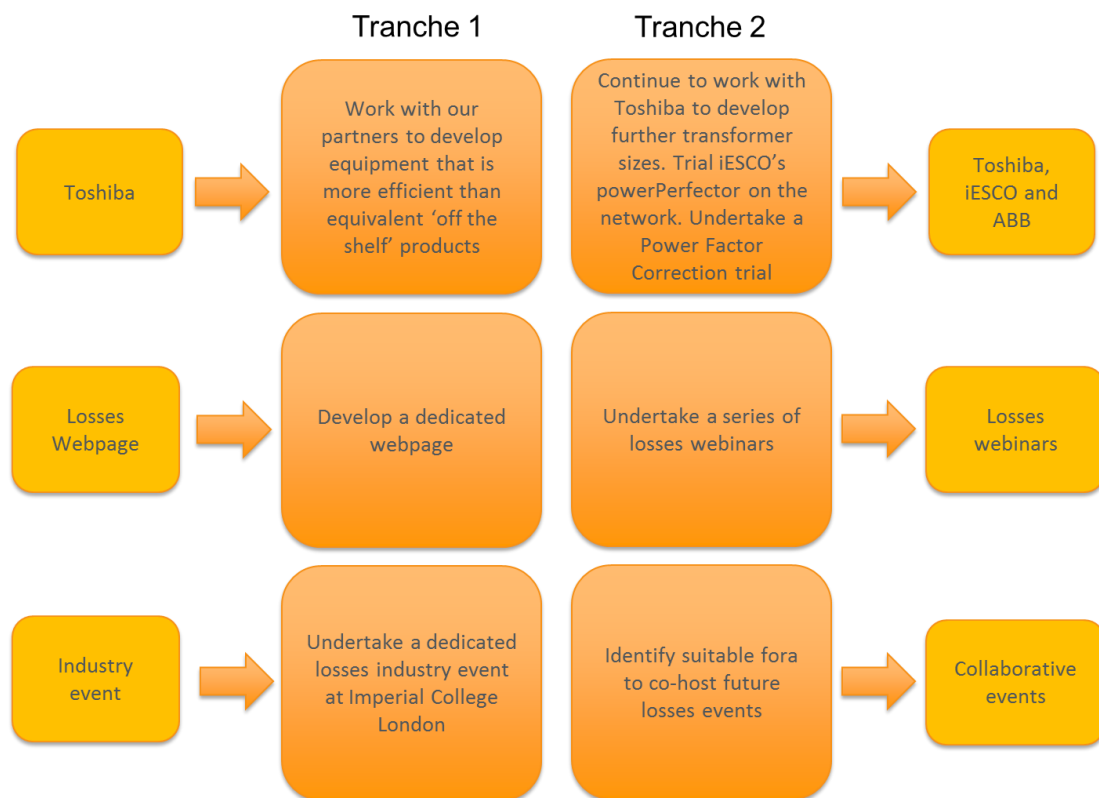 Tranche 1
Tranche 2
Toshiba
Work with our
partners to develop
equipment that is
more efficient than
equivalent ‘off the
shelf’ products
Continue to work with
Toshiba to develop
further transformer
sizes. Trial iESCO’s
powerPerfector on the
network. Undertake a
Power Factor
Correction trial
Toshiba,
iESCO and
ABB
Losses
Webpage
Develop a dedicated
webpage
Undertake a series of
losses webinars
Losses
webinars
Industry
event
Undertake a dedicated
losses industry event
at Imperial College
London
Identify suitable fora
to co-host future
losses events
Collaborative
events